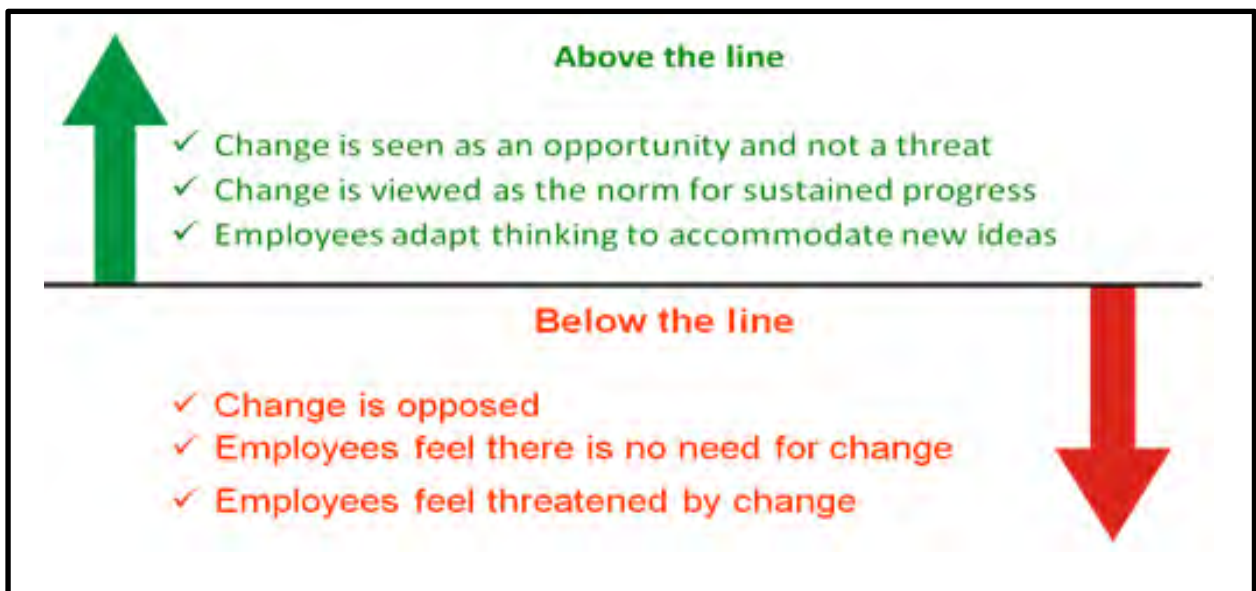 Above the line
✓ Change is seen as an opportunity and not a threat
✓ Change is viewed as the norm for sustained progress
✓ Employees adapt thinking to accommodate new ideas
Below the line
✓ Change is opposed
✓ Employees feel there is no need for change
✓ Employees feel threatened by change